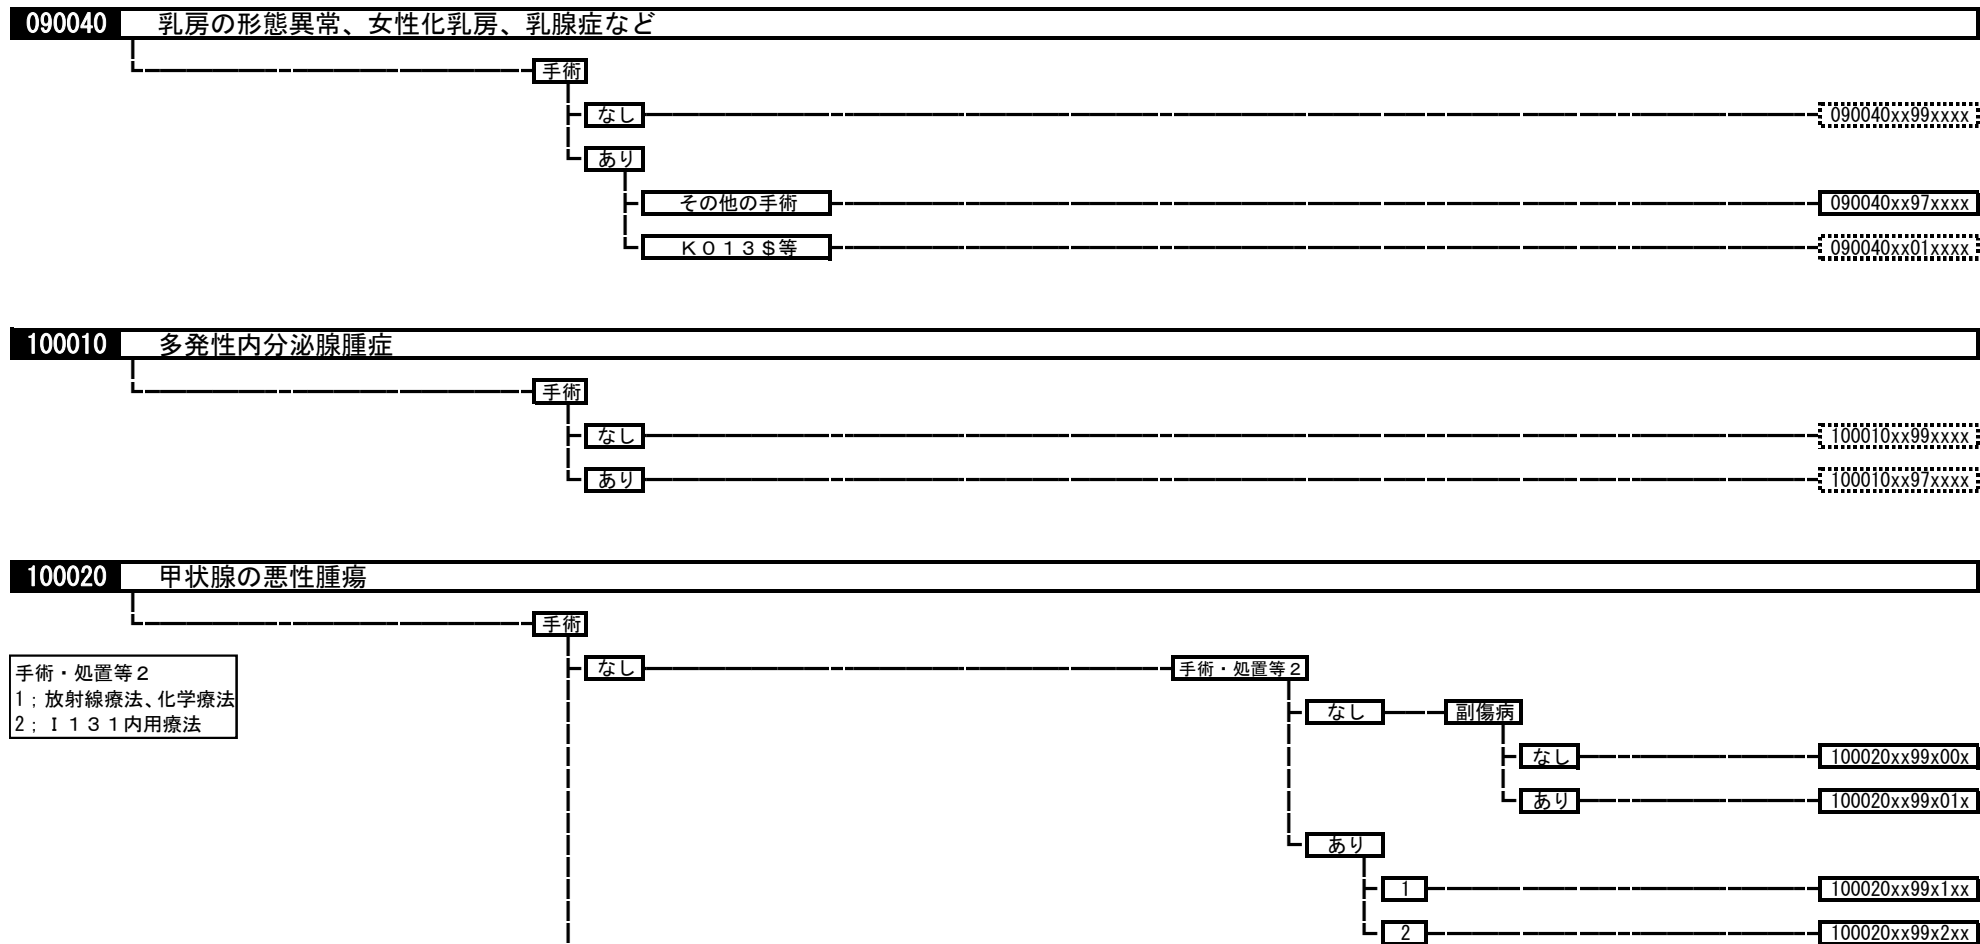 090040 乳房の形態異常、女性化乳房、乳腺症など
手術
なし 090040xx99xxxx
あり
その他の手術 090040xx97xxxx
K013$等 090040xx01xxxx
100010 多発性内分泌腺腫症
手術
なし 100010xx99xxxx
あり 100010xx97xxxx
100020 甲状腺の悪性腫瘍
手術
手術・処置等2
1;放射線療法、化学療法
2;I131内用療法
なし 手術・処置等2
なし 副傷病
なし 100020xx99x00x
あり 100020xx99x01x
あり
1 100020xx99x1xx
2 100020xx99x2xx